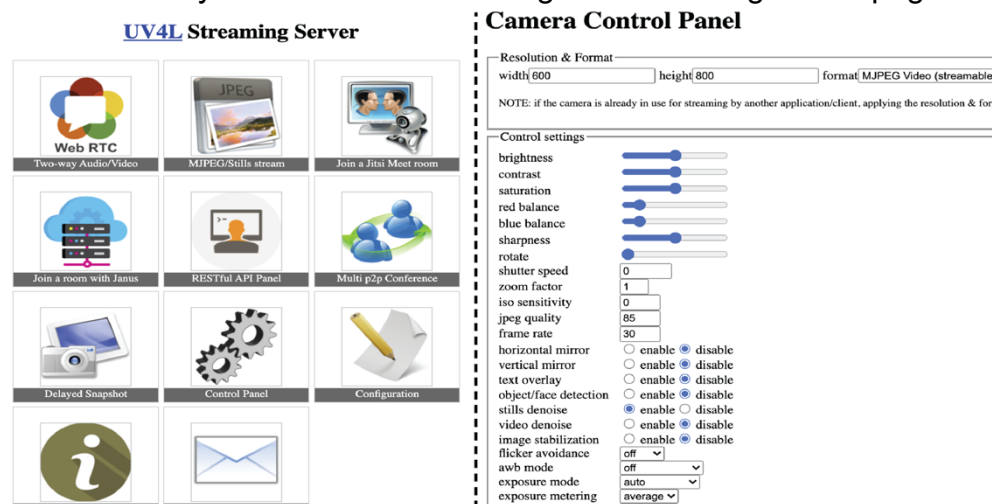 UV4L Streaming Server
JPEG
Web RTC
Two-way Audio/Video
MJPEG/Stills stream
Join a Jitsi Meet room
Join a room with Janus
RESTful API Panel
Multi p2p Conference
Delayed Snapshot
Control Panel
Configuration
i
Camera Control Panel
Resolution & Format
width 600 height 800 format MJPEG Video (streamable
NOTE: if the camera is already in use for streaming by another application/client, applying the resolution & for
Control settings
brightness
contrast
saturation
red balance
blue balance
sharpness
rotate
shutter speed 0
zoom factor 1
iso sensitivity 0
jpeg quality 85
frame rate 30
horizontal mirror enable disable
vertical mirror enable disable
text overlay enable disable
object/face detection enable disable
stills denoise enable disable
video denoise enable disable
image stabilization enable disable
flicker avoidance off
awb mode off
exposure mode auto
exposure metering average